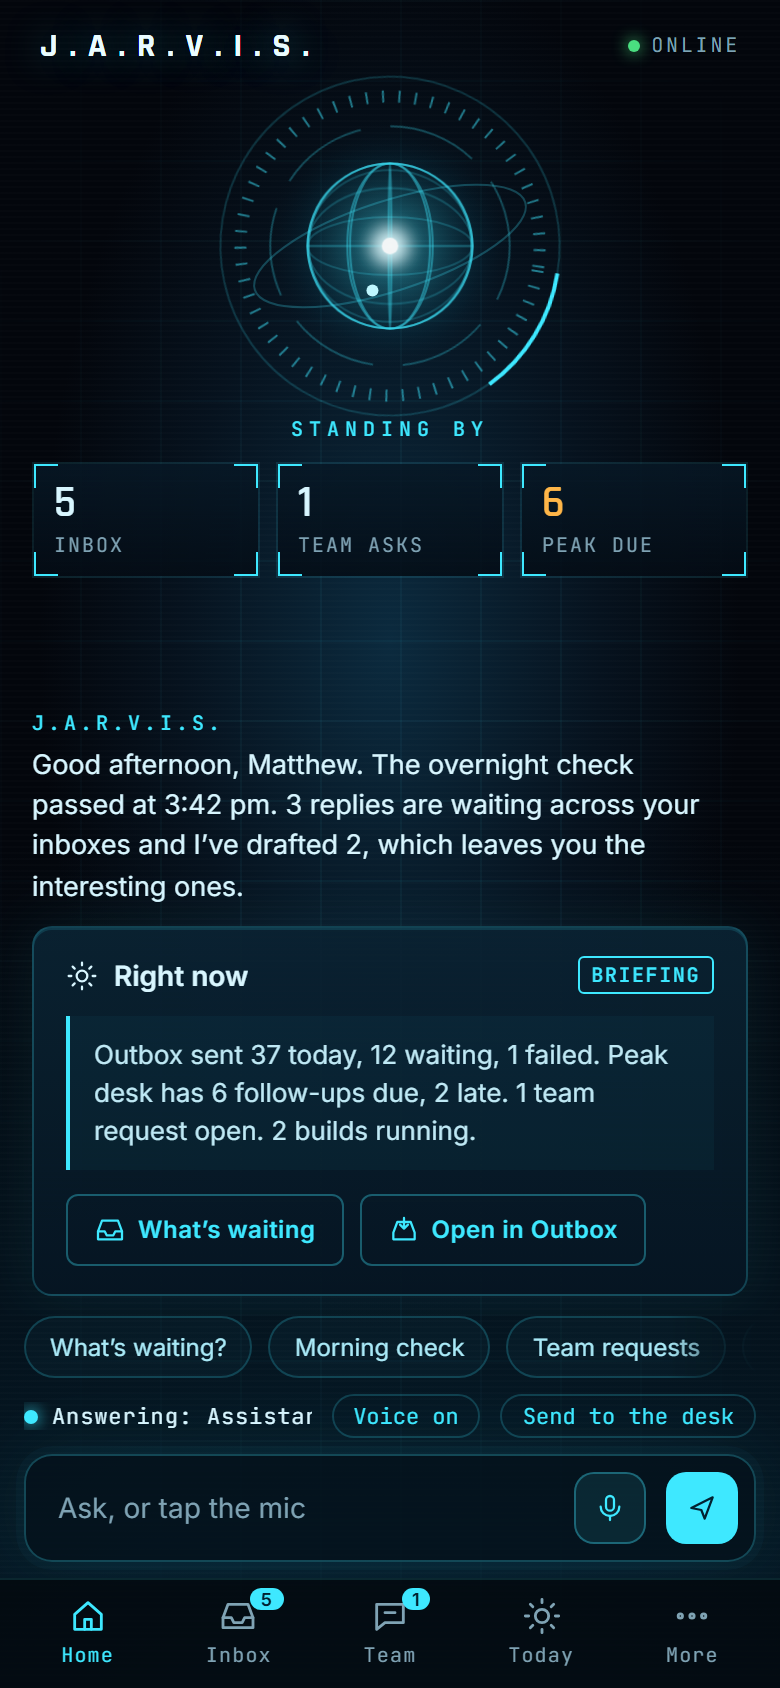 J.A.R.V.I.S.
ONLINE
STANDING BY
5
INBOX
1
TEAM ASKS
6
PEAK DUE
J.A.R.V.I.S.
Good afternoon, Matthew. The overnight check
passed at 3:42 pm. 3 replies are waiting across your
inboxes and I’ve drafted 2, which leaves you the
interesting ones.
Right now
BRIEFING
Outbox sent 37 today, 12 waiting, 1 failed. Peak
desk has 6 follow-ups due, 2 late. 1 team
request open. 2 builds running.
What’s waiting
Open in Outbox
What’s waiting?
Morning check
Team requests
Answering: Assistar
Voice on
Send to the desk
Ask, or tap the mic
5
1
Home
Inbox
Team
Today
More